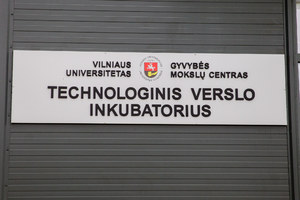 VILNIAUS UNIVERSITETAS
GYVYBĖS MOKSLŲ CENTRAS
TECHNOLOGINIS VERSLO
INKUBATORIUS